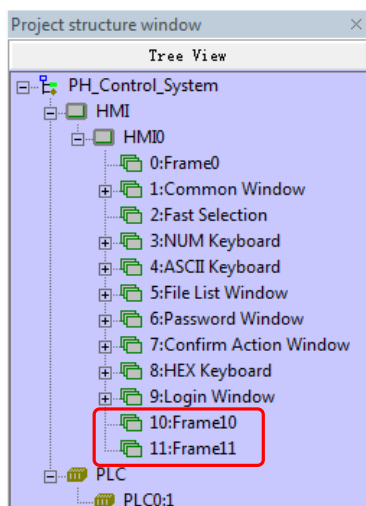 Project structure window
Tree View
PH_Control_System
HMI
HMI0
0:Frame0
1:Common Window
2:Fast Selection
3:NUM Keyboard
4:ASCII Keyboard
5:File List Window
6:Password Window
7:Confirm Action Window
8:HEX Keyboard
9:Login Window
10:Frame10
11:Frame11
PLC
PLC0:1